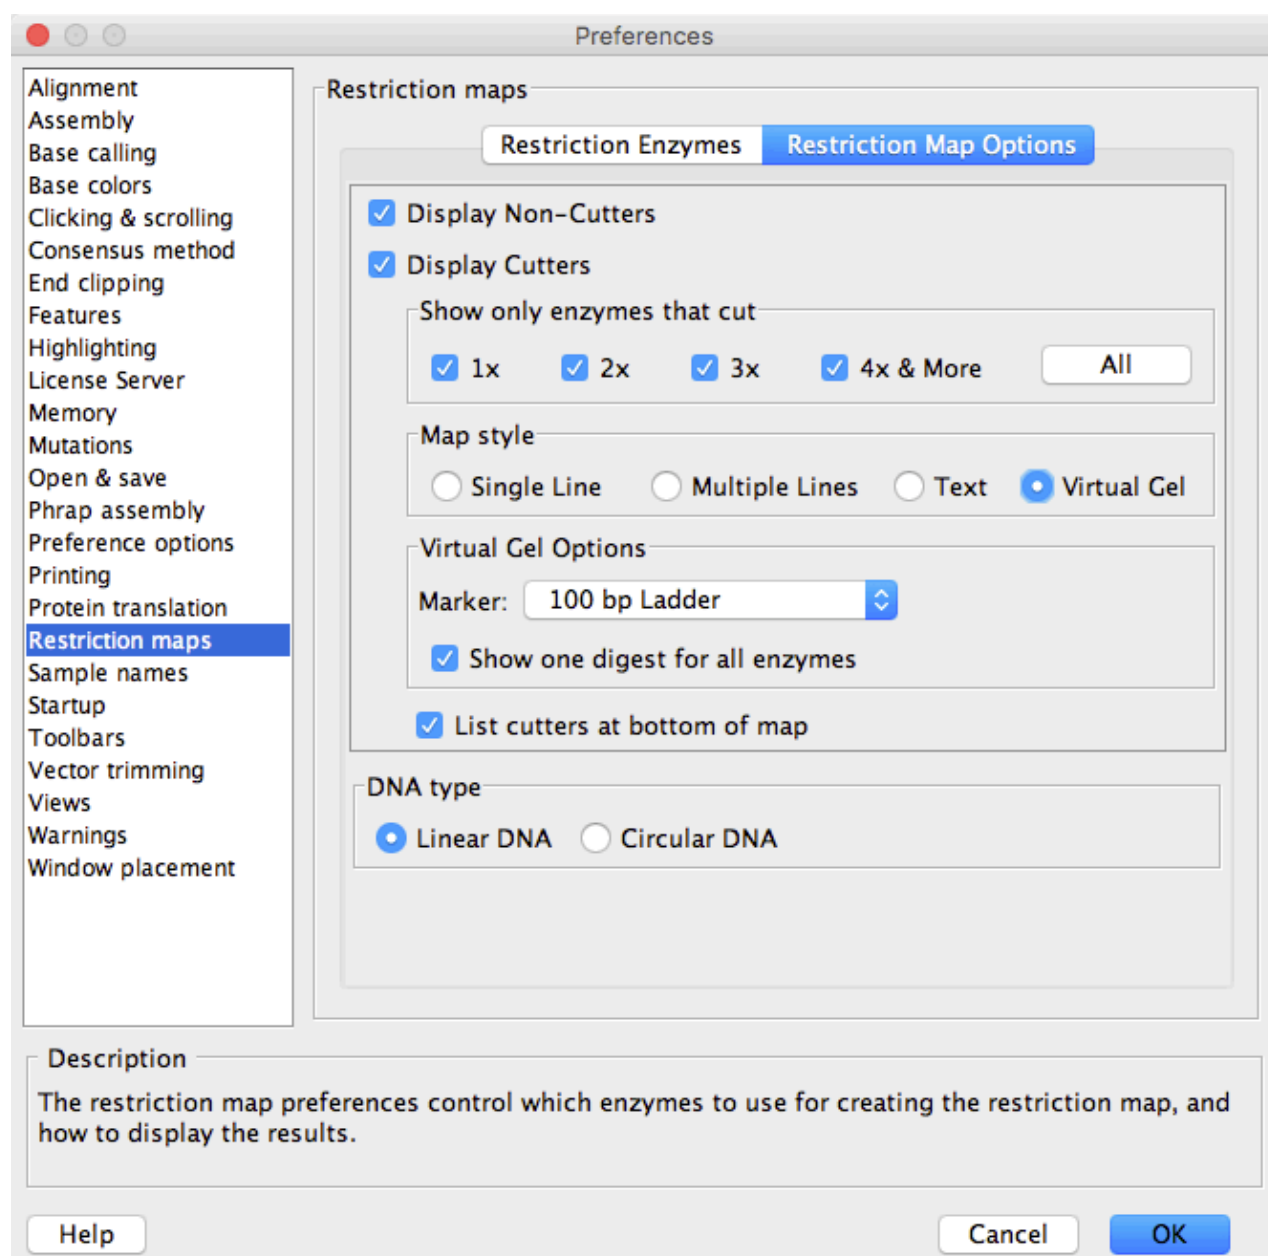 Preferences
Alignment
Assembly
Base calling
Base colors
Clicking & scrolling
Consensus method
End clipping
Features
Highlighting
License Server
Memory
Mutations
Open & save
Phrap assembly
Preference options
Printing
Protein translation
Restriction maps
Sample names
Startup
Toolbars
Vector trimming
Views
Warnings
Window placement
Restriction maps
Restriction Enzymes Restriction Map Options
Display Non-Cutters
Display Cutters
Show only enzymes that cut
1x 2x 3x 4x & More All
Map style
Single Line Multiple Lines Text Virtual Gel
Virtual Gel Options
Marker: 100 bp Ladder
Show one digest for all enzymes
List cutters at bottom of map
DNA type
Linear DNA Circular DNA
Description
The restriction map preferences control which enzymes to use for creating the restriction map, and
how to display the results.
Help Cancel OK